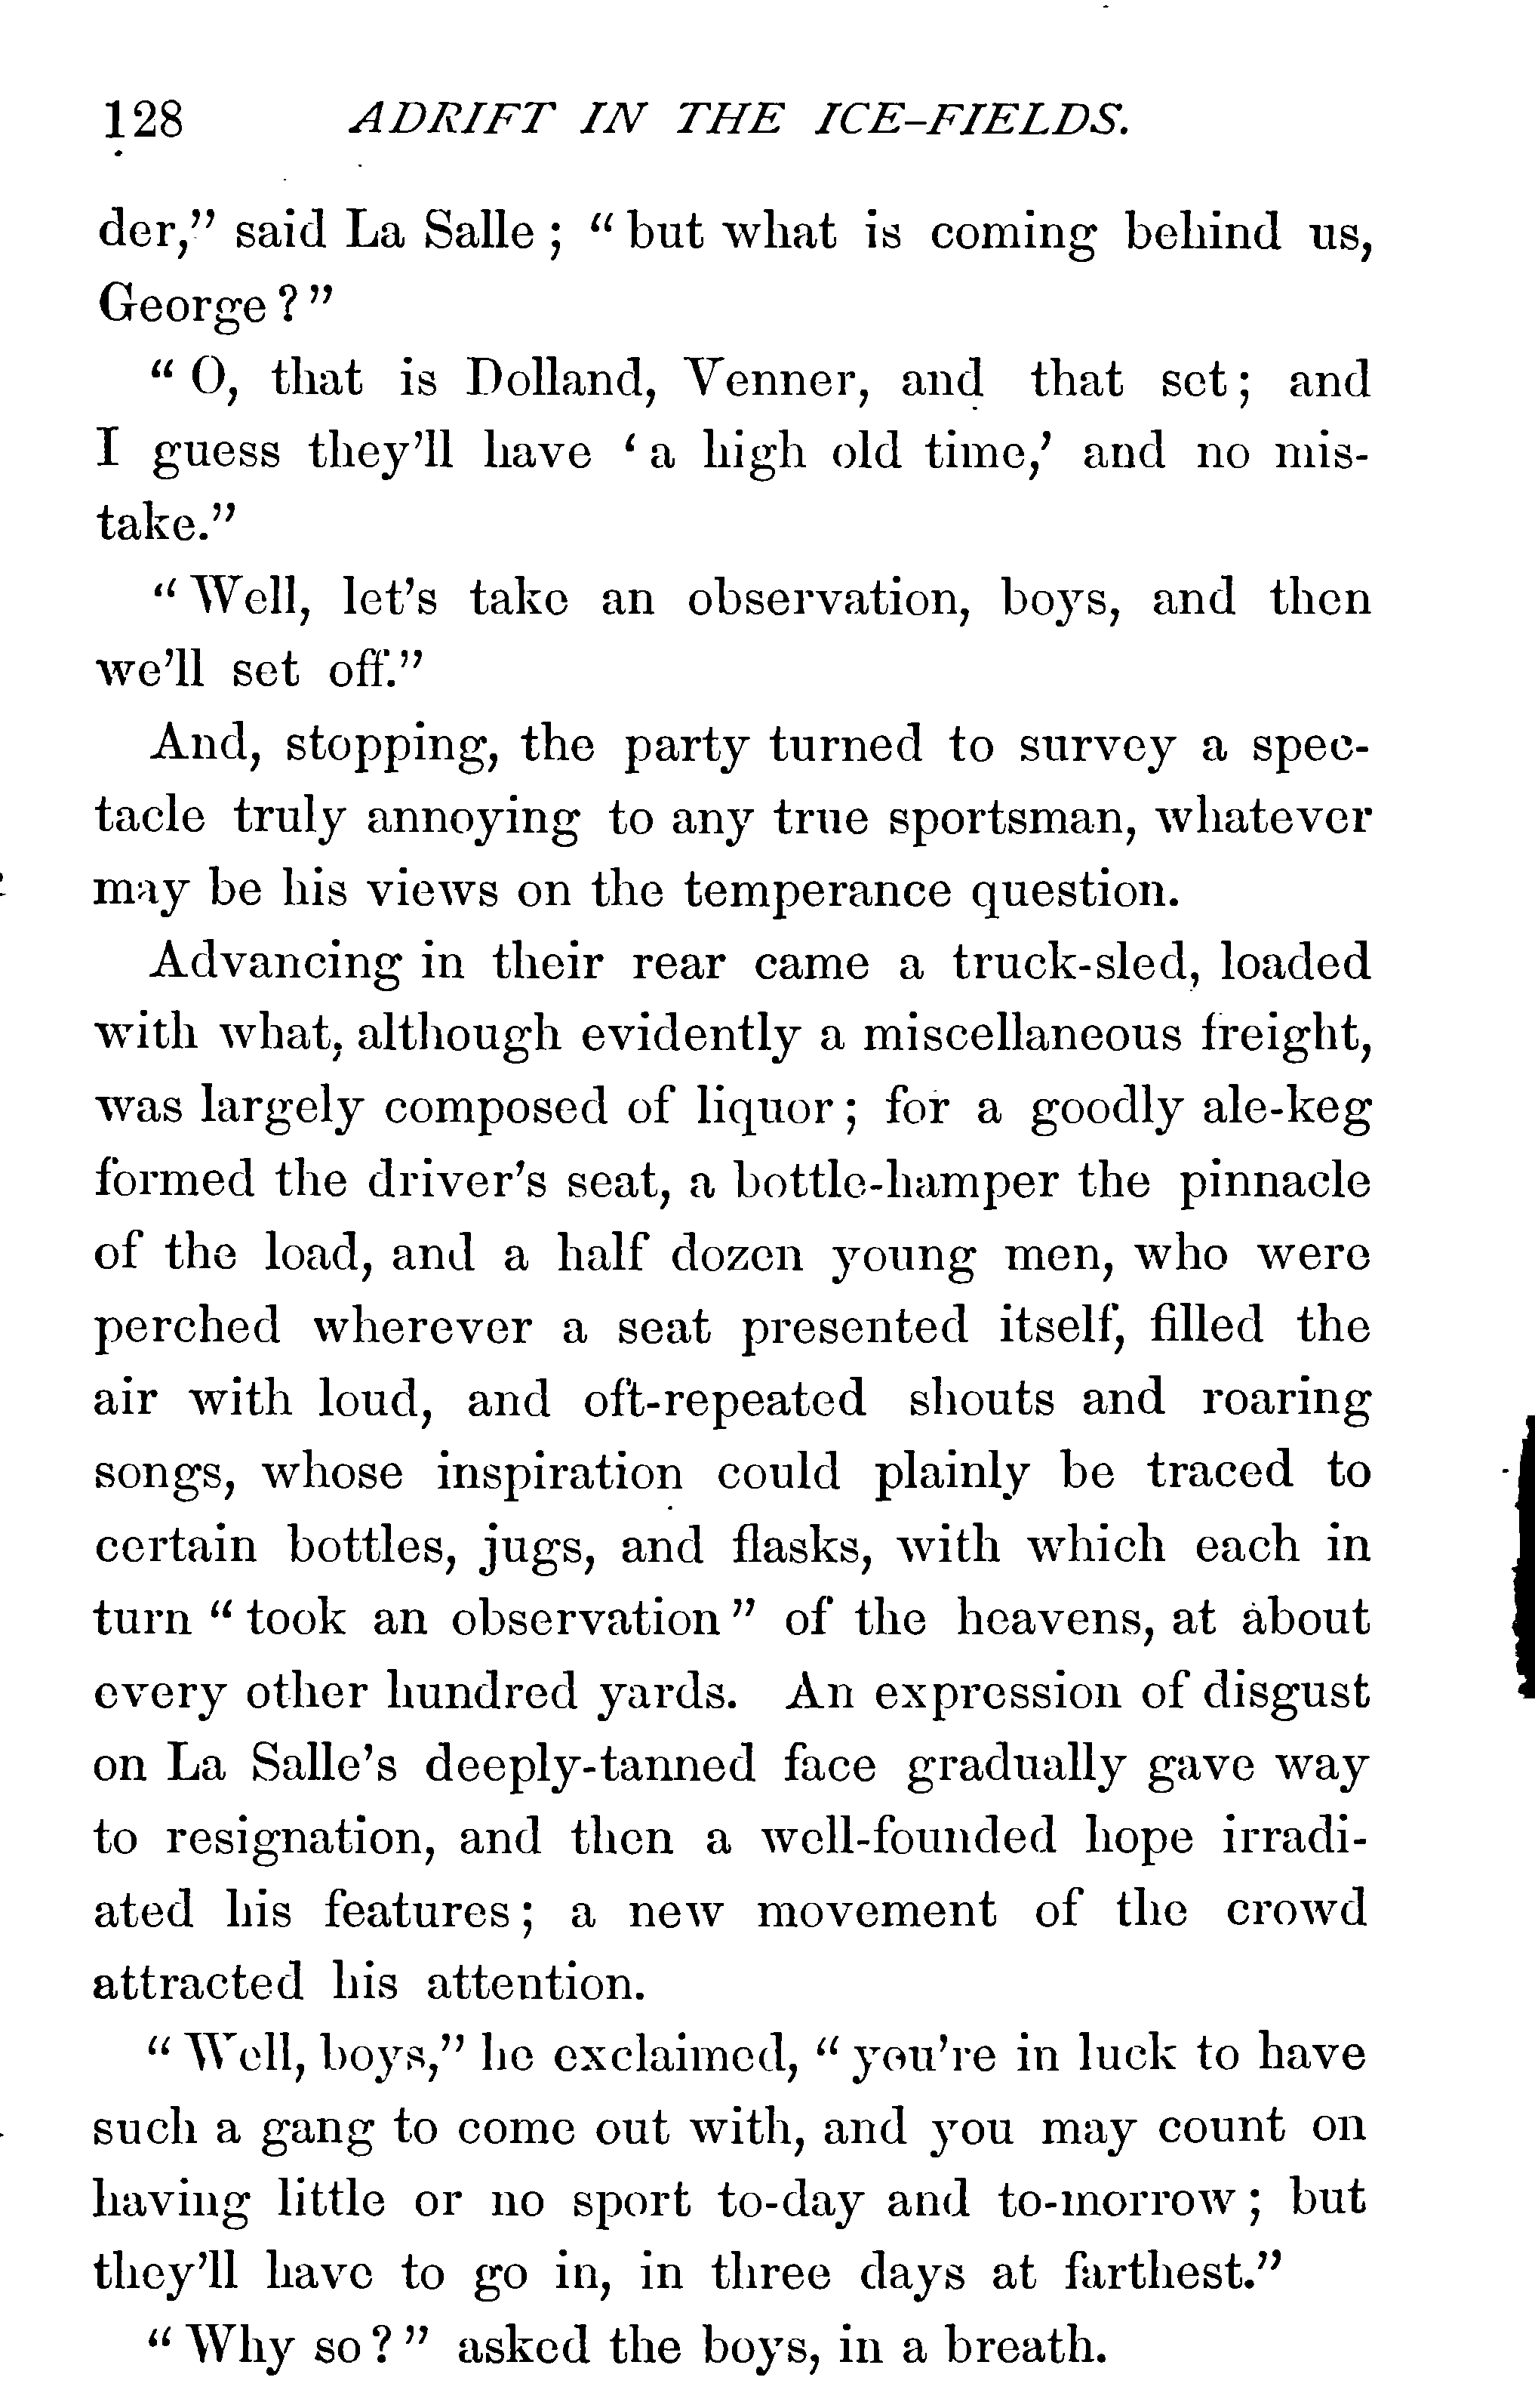 128 ADRIFT IN THE ICE-FIELDS.
der," said La Salle; "but what is coming behind us,
George?"
"O, that is Dolland, Venner, and that set; and
I guess they'll have 'a high old time,' and no mis-
take."
"Well, let's take an observation, boys, and then
we'll set off."
And, stopping, the party turned to survey a spec-
tacle truly annoying to any true sportsman, whatever
may be his views on the temperance question.
Advancing in their rear came a truck-sled, loaded
with what, although evidently a miscellaneous freight,
was largely composed of liquor; for a goodly ale-keg
formed the driver's seat, a bottle-hamper the pinnacle
of the load, and a half dozen young men, who were
perched wherever a seat presented itself, filled the
air with loud, and oft-repeated shouts and roaring
songs, whose inspiration could plainly be traced to
certain bottles, jugs, and flasks, with which each in
turn "took an observation" of the heavens, at about
every other hundred yards. An expression of disgust
on La Salle's deeply-tanned face gradually gave way
to resignation, and then a well-founded hope irradi-
ated his features; a new movement of the crowd
attracted his attention.
"Well, boys," he exclaimed, "you're in luck to have
such a gang to come out with, and you may count on
having little or no sport to-day and to-morrow; but
they'll have to go in, in three days at farthest."
"Why so?" asked the boys, in a breath.